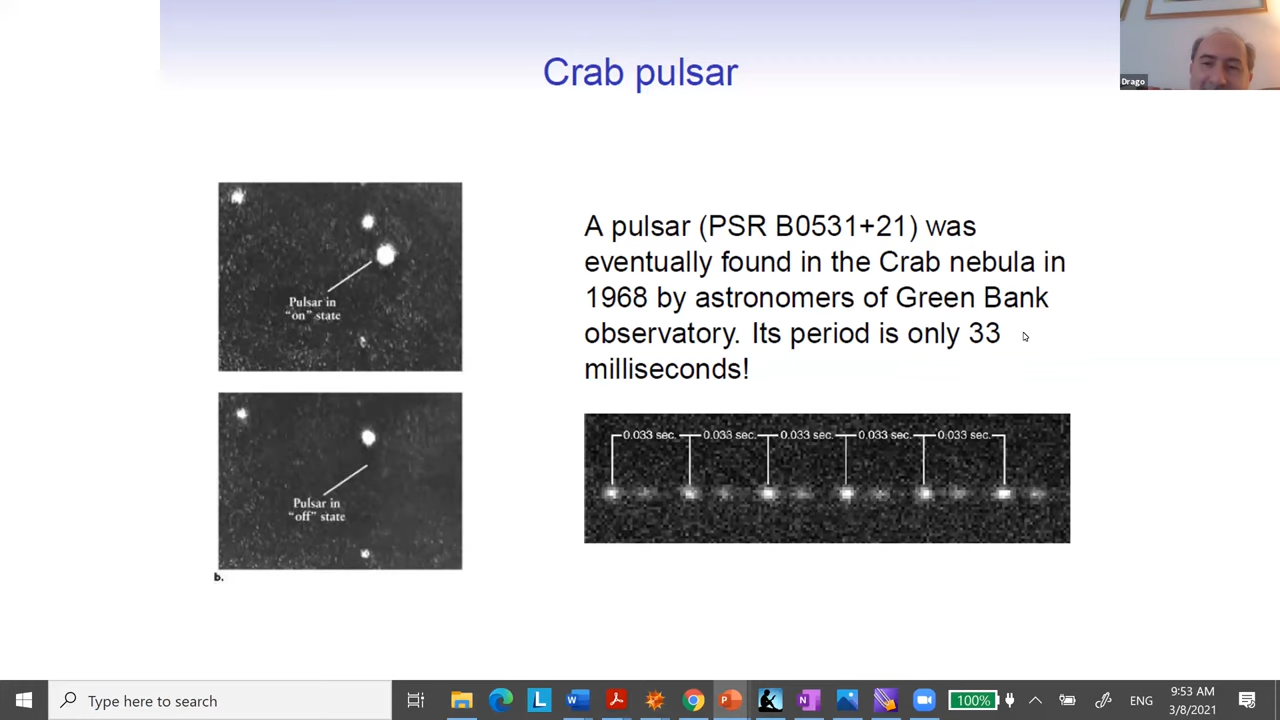 Crab pulsar
Drago
Pulsar in
“on” state
Pulsar in
“off” state
b.
A pulsar (PSR B0531+21) was
eventually found in the Crab nebula in
1968 by astronomers of Green Bank
observatory. Its period is only 33
milliseconds!
0.033 sec. 0.033 sec. 0.033 sec. 0.033 sec. 0.033 sec.
Type here to search
100%
ENG
9:53 AM
3/8/2021